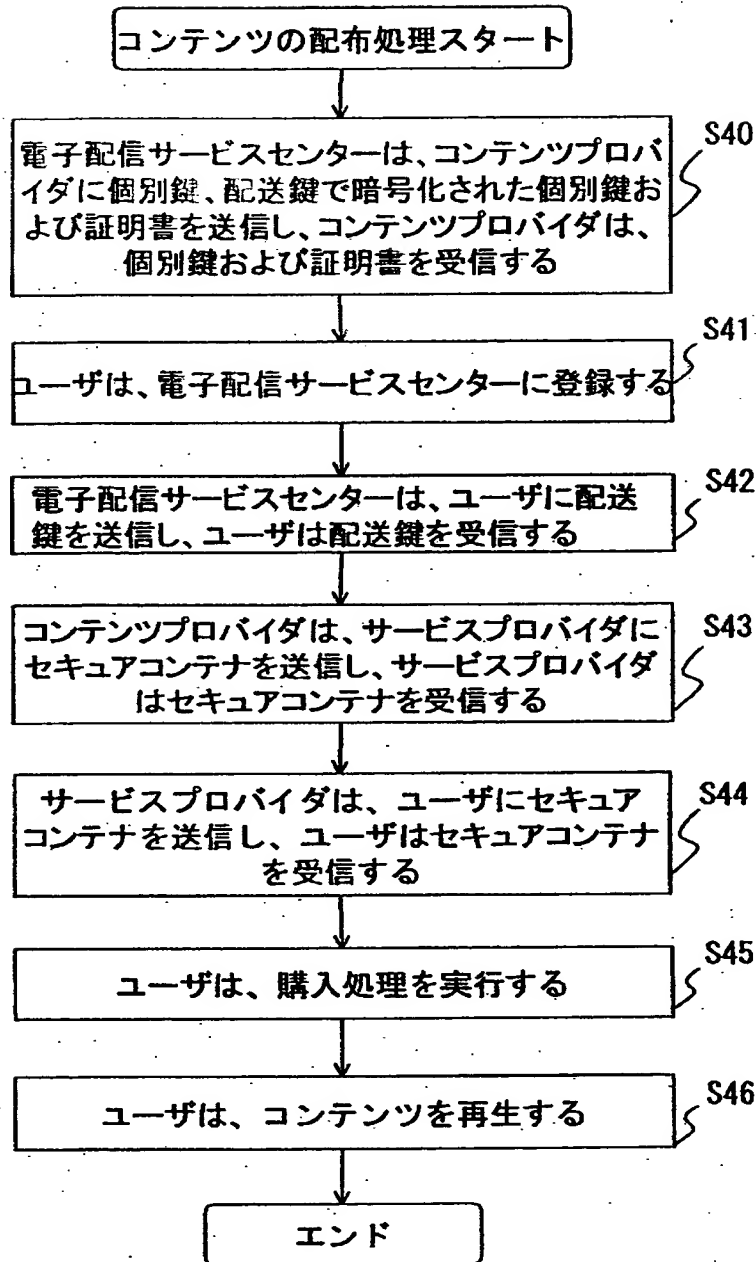 コンテンツの配布処理スタート
S40
電子配信サービスセンターは、コンテンツプロバ
イダに個別鍵、配送鍵で暗号化された個別鍵お
よび証明書を送信し、コンテンツプロバイダは、
個別鍵および証明書を受信する
S41
ユーザは、電子配信サービスセンターに登録する
S42
電子配信サービスセンターは、ユーザに配送
鍵を送信し、ユーザは配送鍵を受信する
S43
コンテンツプロバイダは、サービスプロバイダに
セキュアコンテナを送信し、サービスプロバイダ
はセキュアコンテナを受信する
S44
サービスプロバイダは、ユーザにセキュア
コンテナを送信し、ユーザはセキュアコンテナ
を受信する
S45
ユーザは、購入処理を実行する
S46
ユーザは、コンテンツを再生する
エンド